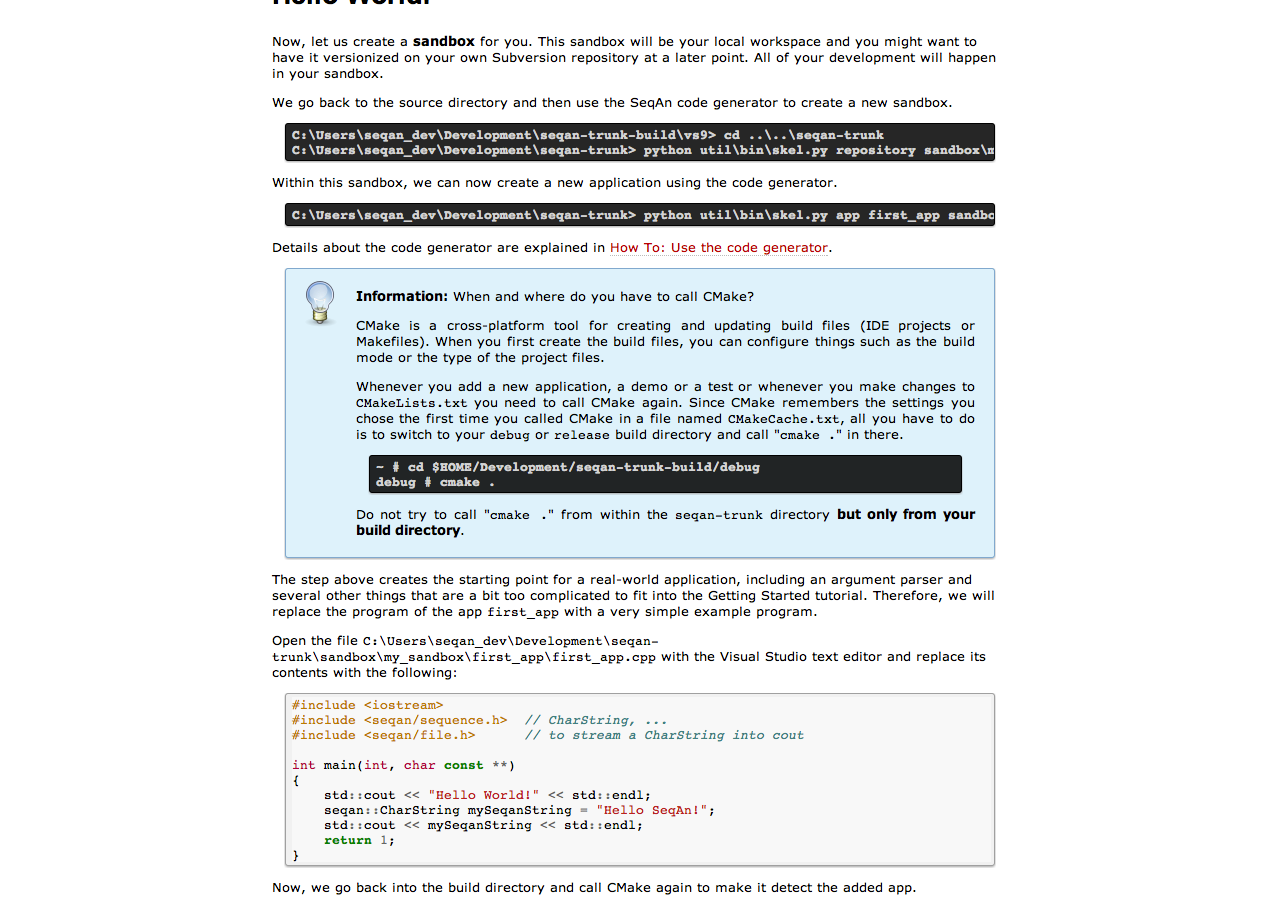 Hello World!
Now, let us create a sandbox for you. This sandbox will be your local workspace and you might want to
have it versionized on your own Subversion repository at a later point. All of your development will happen
in your sandbox.
We go back to the source directory and then use the SeqAn code generator to create a new sandbox.
C:\Users\seqan_dev\Development\seqan-trunk-build\vs9> cd ..\..\seqan-trunk
C:\Users\seqan_dev\Development\seqan-trunk> python util\bin\skel.py repository sandbox\m
Within this sandbox, we can now create a new application using the code generator.
C:\Users\seqan_dev\Development\seqan-trunk> python util\bin\skel.py app first_app sandbo
Details about the code generator are explained in How To: Use the code generator.
Information: When and where do you have to call CMake?
CMake is a cross-platform tool for creating and updating build files (IDE projects or
Makefiles). When you first create the build files, you can configure things such as the build
mode or the type of the project files.
Whenever you add a new application, a demo or a test or whenever you make changes to
CMakeLists.txt you need to call CMake again. Since CMake remembers the settings you
chose the first time you called CMake in a file named CMakeCache.txt, all you have to do
is to switch to your debug or release build directory and call "cmake ." in there.
~ # cd $HOME/Development/seqan-trunk-build/debug
debug # cmake .
Do not try to call "cmake ." from within the seqan-trunk directory but only from your
build directory.
The step above creates the starting point for a real-world application, including an argument parser and
several other things that are a bit too complicated to fit into the Getting Started tutorial. Therefore, we will
replace the program of the app first_app with a very simple example program.
Open the file C:\Users\seqan_dev\Development\seqan-
trunk\sandbox\my_sandbox\first_app\first_app.cpp with the Visual Studio text editor and replace its
contents with the following:
#include <iostream>
#include <seqan/sequence.h>  // CharString, ...
#include <seqan/file.h>      // to stream a CharString into cout
int main(int, char const **)
{
    std::cout << "Hello World!" << std::endl;
    seqan::CharString mySeqanString = "Hello SeqAn!";
    std::cout << mySeqanString << std::endl;
    return 1;
}
Now, we go back into the build directory and call CMake again to make it detect the added app.